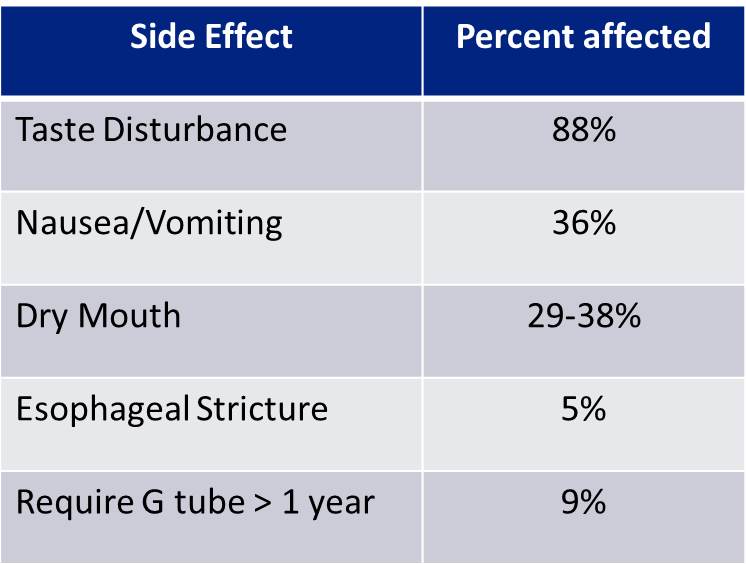 Side Effect Percent affected
Taste Disturbance 88%
Nausea/Vomiting 36%
Dry Mouth 29-38%
Esophageal Stricture 5%
Require G tube > 1 year 9%